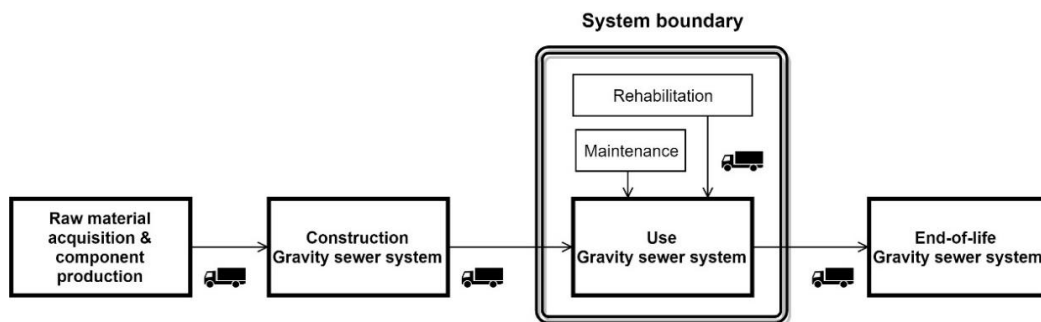 System boundary
Rehabilitation
Maintenance
Raw material
acquisition &
component
production
Construction
Gravity sewer system
Use
Gravity sewer system
End-of-life
Gravity sewer system